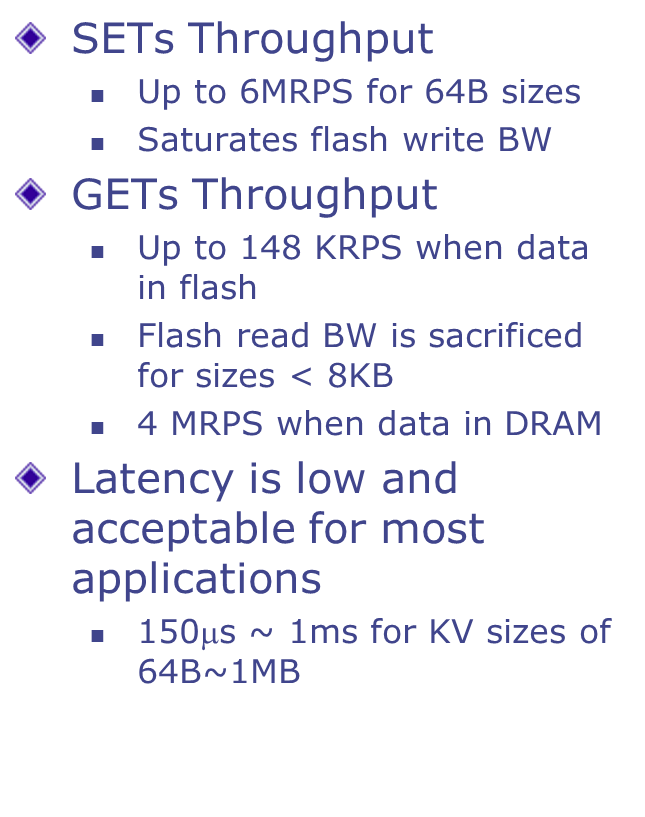 SETs Throughput
Up to 6MRPS for 64B sizes
Saturates flash write BW
GETs Throughput
Up to 148 KRPS when data
in flash
Flash read BW is sacrificed
for sizes < 8KB
4 MRPS when data in DRAM
Latency is low and
acceptable for most
applications
150μs ~ 1ms for KV sizes of
64B~1MB